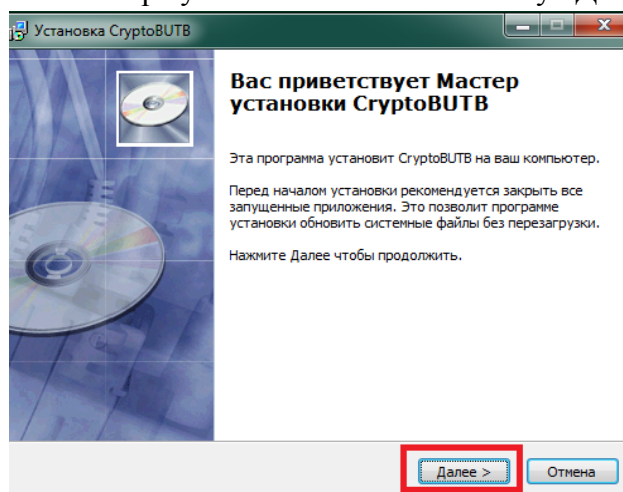 Установка CryptoBUTB
Вас приветствует Мастер
установки CryptoBUTB
Эта программа установит CryptoBUTB на ваш компьютер.
Перед началом установки рекомендуется закрыть все
запущенные приложения. Это позволит программе
установки обновить системные файлы без перезагрузки.
Нажмите Далее чтобы продолжить.
Далее >
Отмена